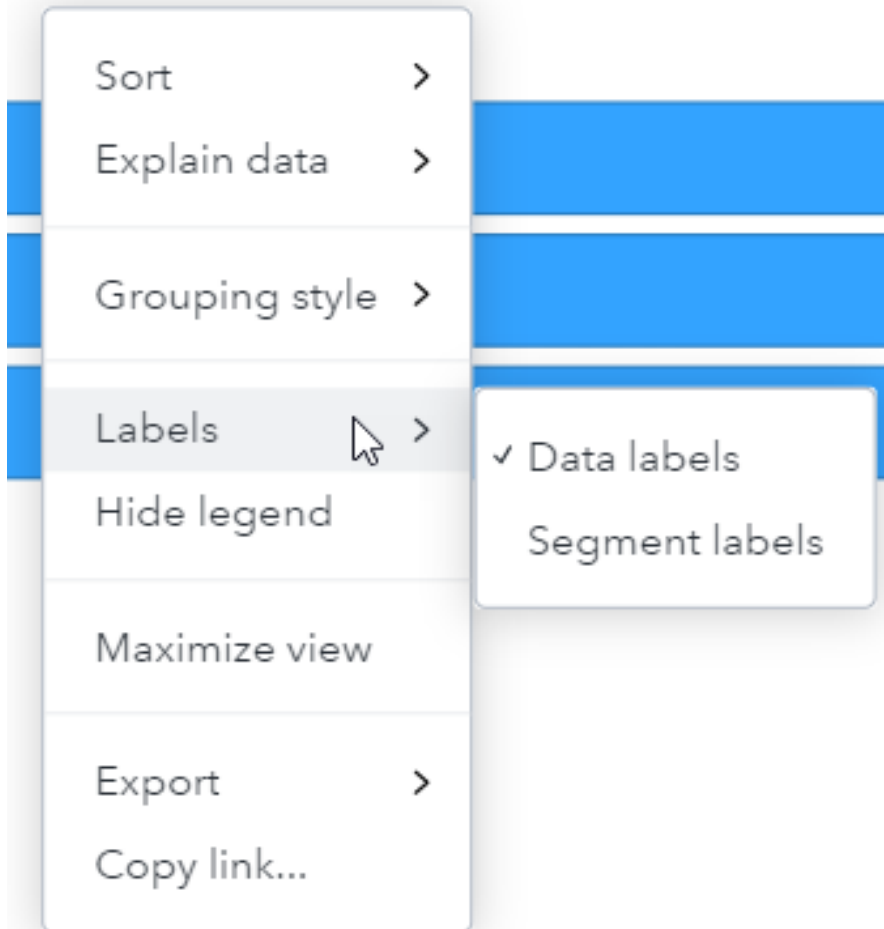 Sort
Explain data
Grouping style
Labels
Data labels
Segment labels
Hide legend
Maximize view
Export
Copy link...